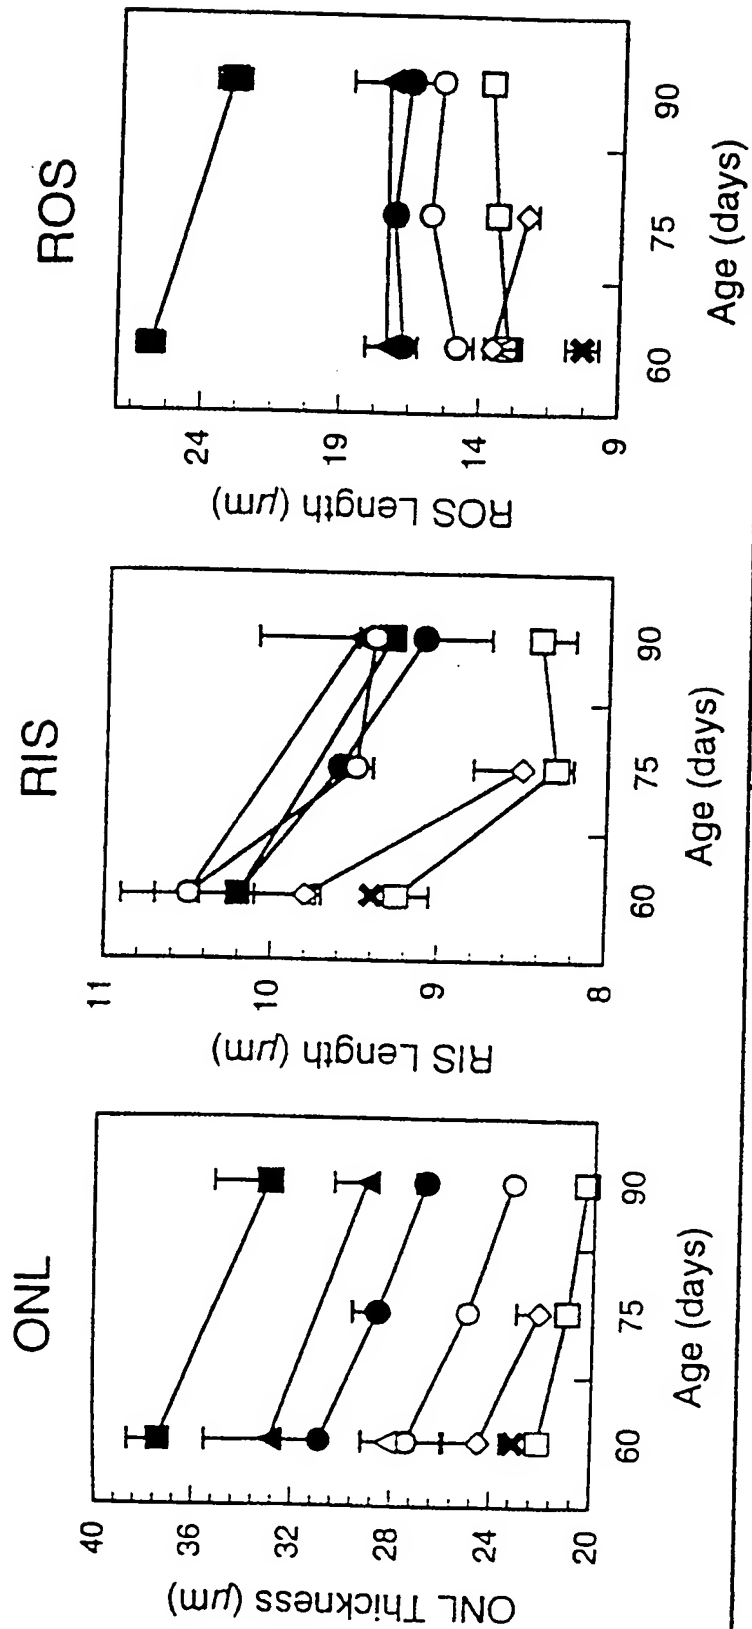 ONL
ONL Thickness (μm)
40
36
32
28
24
20
60
75
90
Age (days)
RIS
RIS Length (μm)
11
10
9
8
60
75
90
Age (days)
ROS
ROS Length (μm)
24
19
14
9
60
75
90
Age (days)